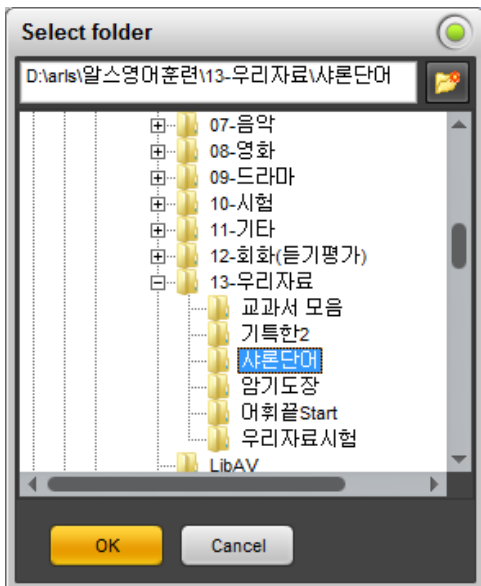 Select folder
D:\arls\알스영어훈련\13-우리자료\샤론단어
07-음악
08-영화
09-드라마
10-시험
11-기타
12-회화(듣기평가)
13-우리자료
교과서 모음
기특한2
샤론단어
암기도장
어휘끝Start
우리자료시험
LibAV
OK Cancel